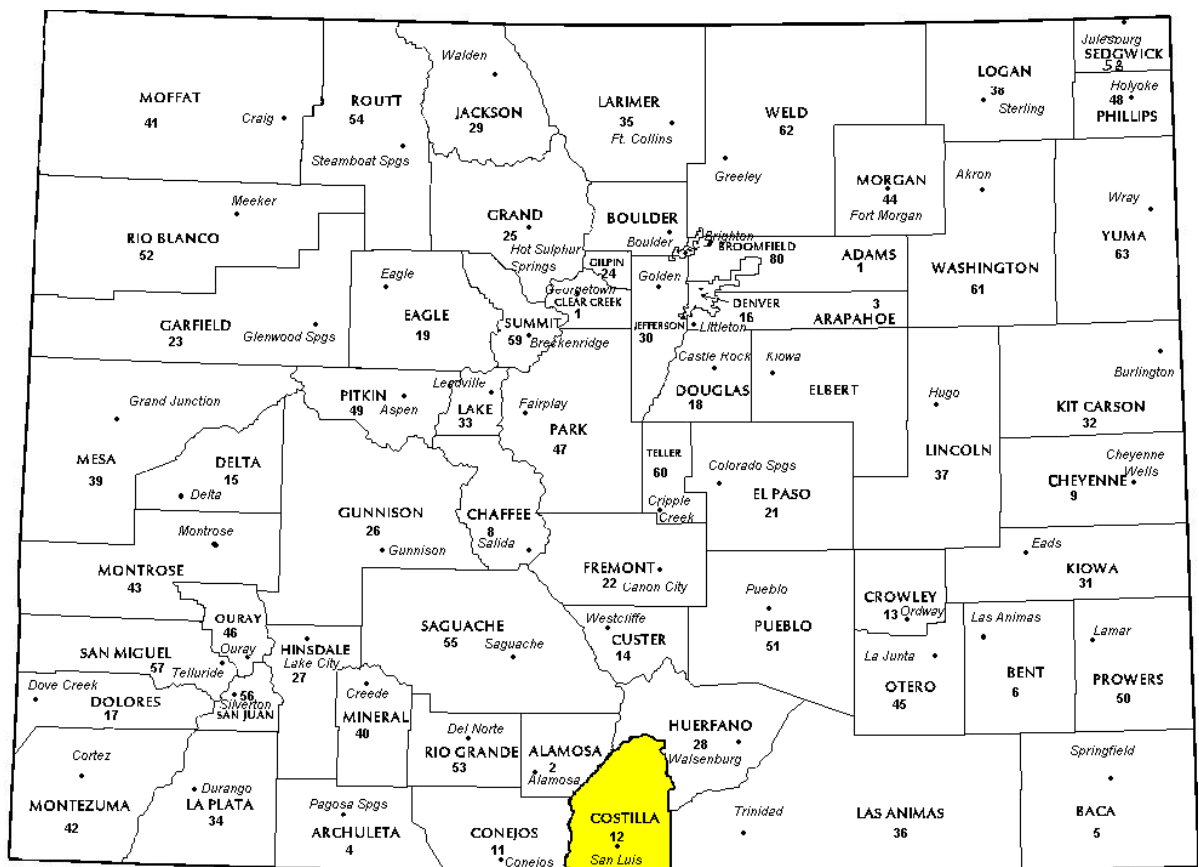 Julesburg
SEDGWICK
58
LOGAN
38
Sterling
Holyoke
48
PHILLIPS
MOFFAT
41
Craig
ROUTT
54
Steamboat Spgs
Walden
JACKSON
29
LARIMER
35
Ft. Collins
WELD
62
Greeley
MORGAN
44
Fort Morgan
Akron
WASHINGTON
61
Wray
YUMA
63
Meeker
RIO BLANCO
52
GRAND
25
Hot Sulphur
Springs
BOULDER
Boulder
Brighton
BROOMFIELD
80
ADAMS
1
GILPIN
24
Golden
Georgetown
CLEAR CREEK
1
JEFFERSON
30
DENVER
16
Littleton
3
ARAPAHOE
GARFIELD
23
Glenwood Spgs
Eagle
EAGLE
19
SUMMIT
59
Breckenridge
Castle Rock
DOUGLAS
18
Kiowa
ELBERT
Hugo
LINCOLN
37
Burlington
KIT CARSON
32
Grand Junction
MESA
39
PITKIN
49
Aspen
Leadville
LAKE
33
Fairplay
PARK
47
TELLER
60
Cripple
Creek
Colorado Spgs
EL PASO
21
Cheyenne
Wells
CHEYENNE
9
DELTA
15
Delta
GUNNISON
26
Gunnison
CHAFFEE
8
Salida
Montrose
MONTROSE
43
FREMONT
22
Canon City
Pueblo
PUEBLO
51
CROWLEY
13
Ordway
Eads
KIOWA
31
OURAY
46
Ouray
HINSDALE
Lake City
27
SAGUACHE
55
Saguache
Westcliffe
CUSTER
14
La Junta
OTERO
45
Las Animas
BENT
6
Lamar
PROWERS
50
SAN MIGUEL
57
Telluride
Dove Creek
DOLORES
17
56
Silverton
SAN JUAN
Creede
MINERAL
40
Del Norte
RIO GRANDE
53
ALAMOSA
2
Alamosa
HUERFANO
28
Walsenburg
Cortez
MONTEZUMA
42
Durango
LA PLATA
34
Pagosa Spgs
ARCHULETA
4
CONEJOS
11
Conejos
COSTILLA
12
San Luis
Trinidad
LAS ANIMAS
36
Springfield
BACA
5